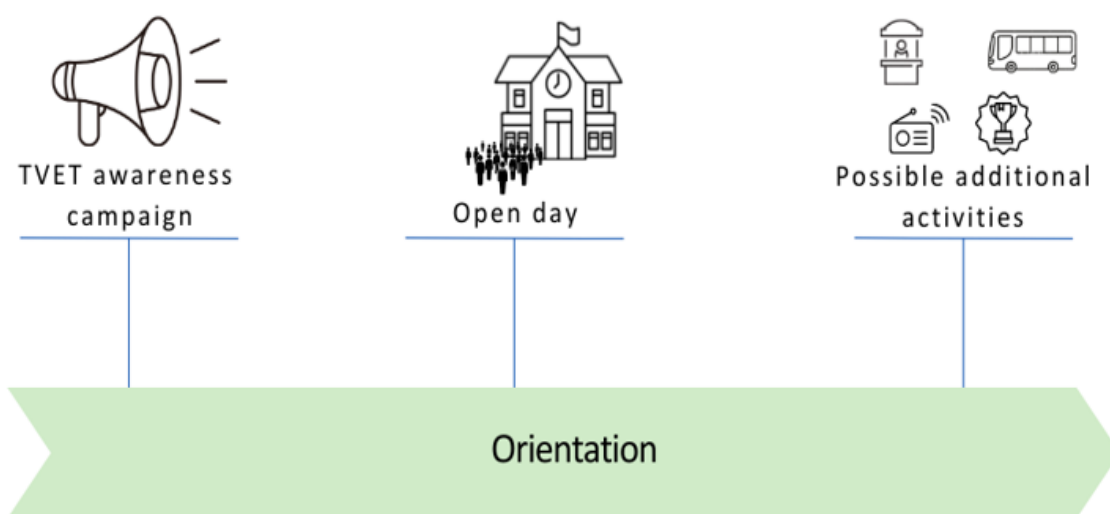 TVET awareness
campaign
Open day
Possible additional
activities
Orientation